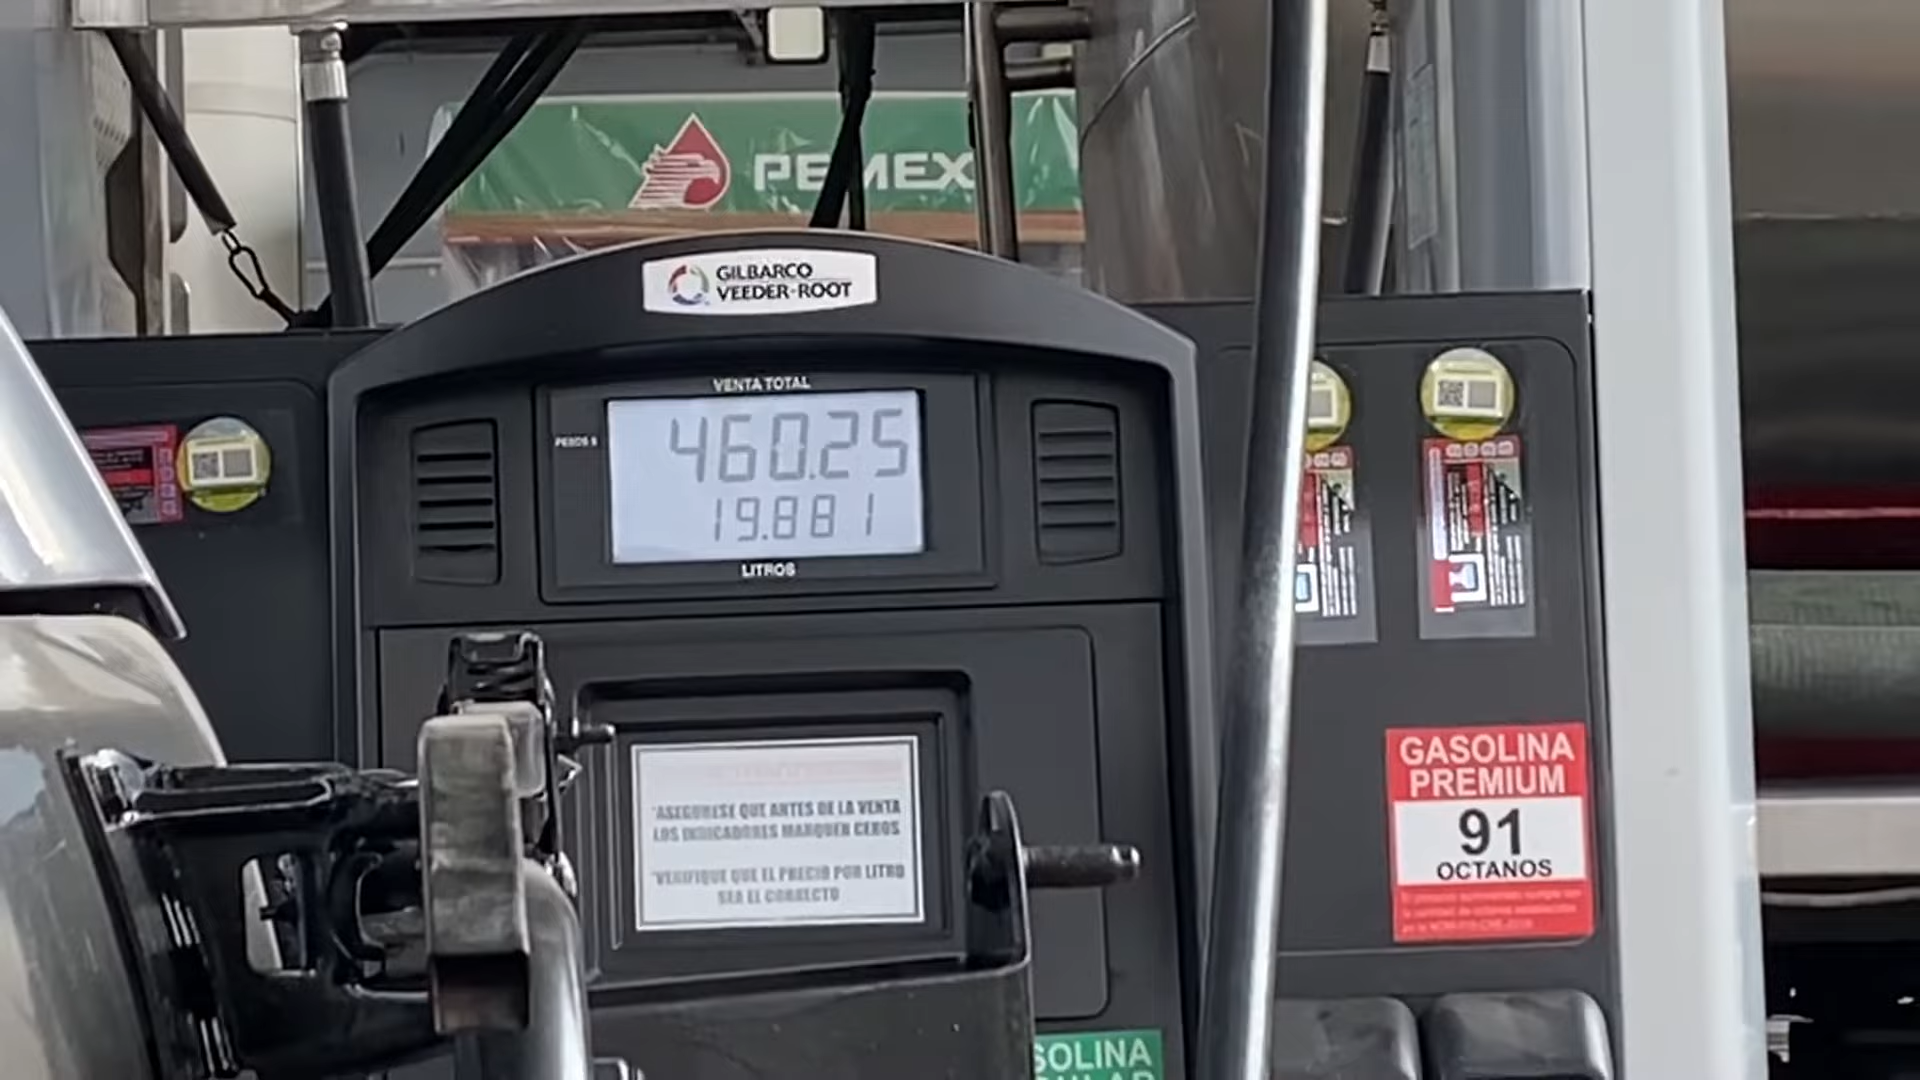 PEMEX
GILBARCO
VEEDER-ROOT
VENTA TOTAL
PESOS $
460.25
19.881
LITROS
"ASEGURESE QUE ANTES DE LA VENTA
LOS INDICADORES MARQUEN CEROS
"VERIFIQUE QUE EL PRECIO POR LITRO
SEA EL CORRECTO
GASOLINA
PREMIUM
91
OCTANOS
SOLINA